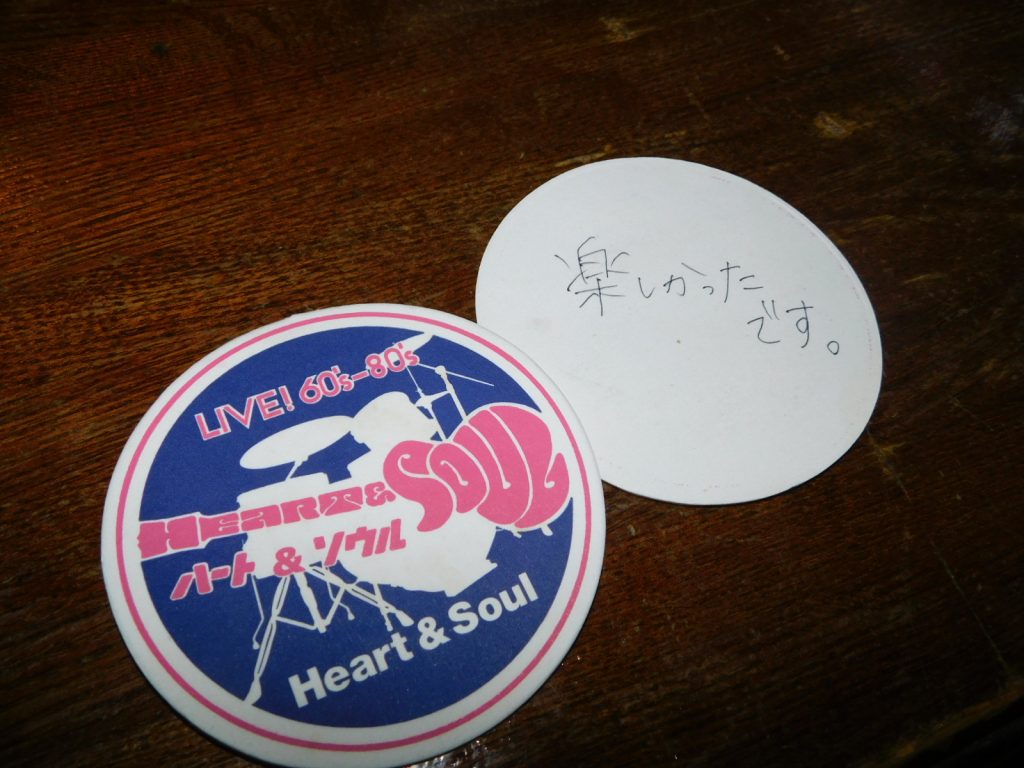 LIVE! 60's–80's
HEART & SOUL
ハート & ソウル
Heart & Soul
楽しかった
です。